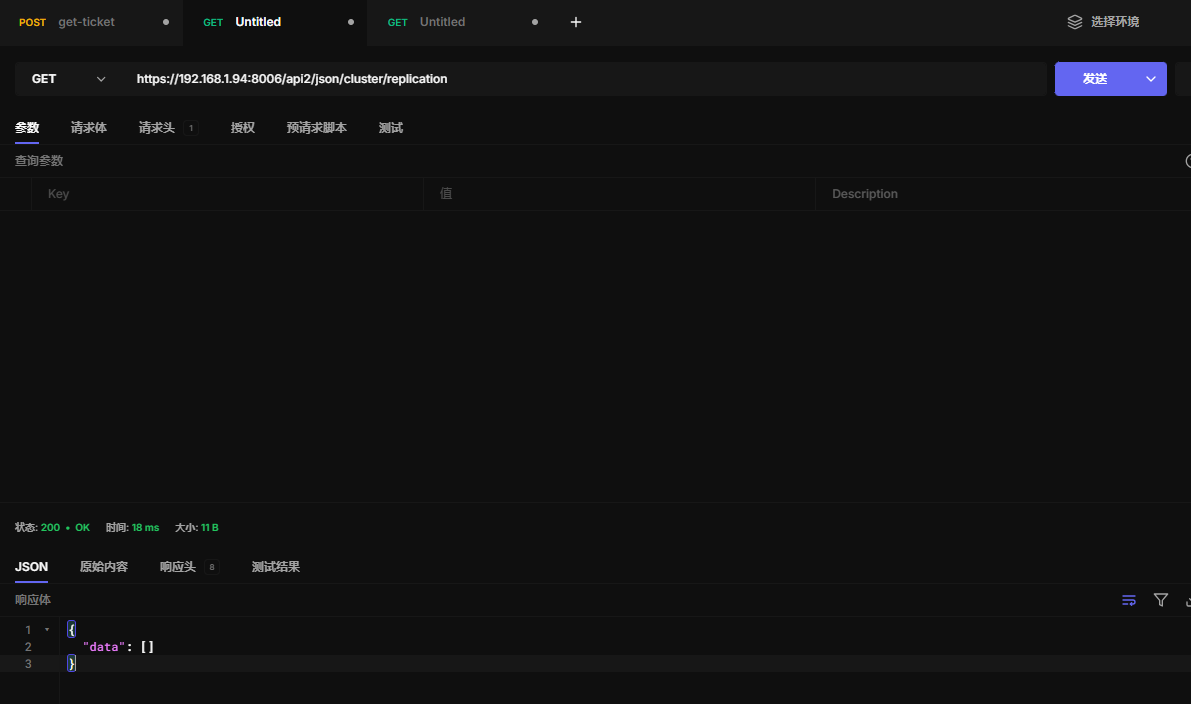 POST get-ticket GET Untitled GET Untitled + 选择环境
GET https://192.168.1.94:8006/api2/json/cluster/replication 发送
参数 请求体 请求头 1 授权 预请求脚本 测试
查询参数
Key 值 Description
状态: 200 • OK 时间: 18 ms 大小: 11 B
JSON 原始内容 响应头 8 测试结果
响应体
1 {
2 "data": []
3 }